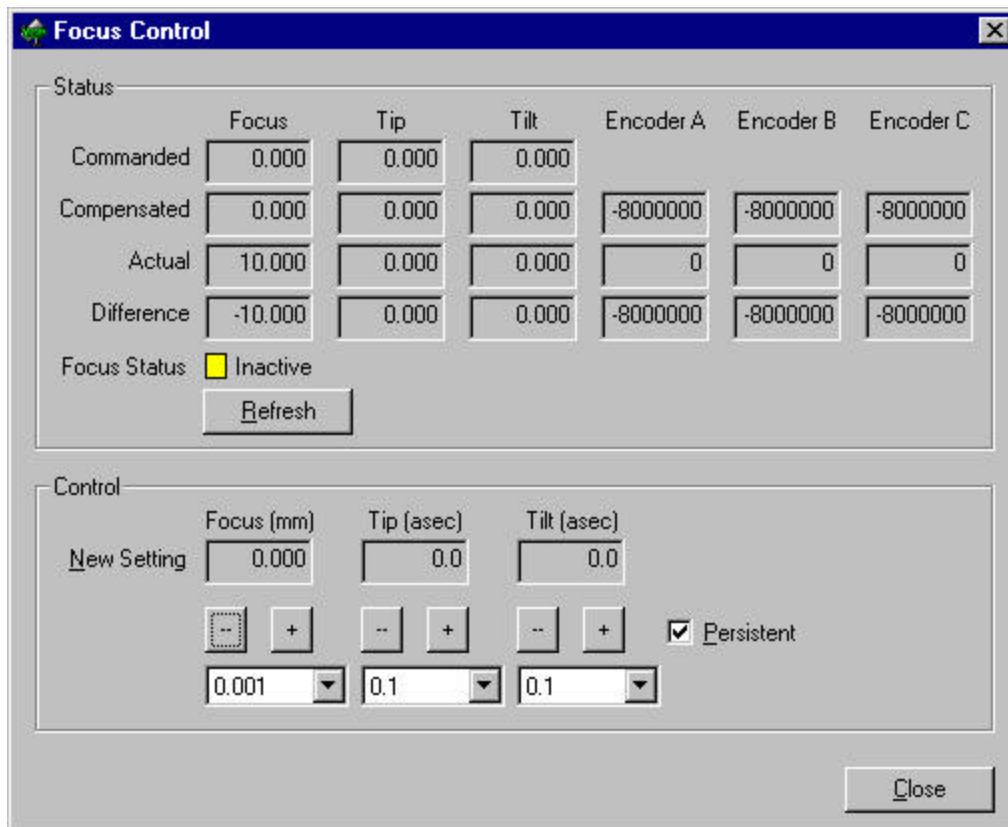 Focus Control
Status
Focus Tip Tilt Encoder A Encoder B Encoder C
Commanded 0.000 0.000 0.000
Compensated 0.000 0.000 0.000 -8000000 -8000000 -8000000
Actual 10.000 0.000 0.000 0 0 0
Difference -10.000 0.000 0.000 -8000000 -8000000 -8000000
Focus Status Inactive
Refresh
Control
Focus (mm) Tip (asec) Tilt (asec)
New Setting 0.000 0.0 0.0
-- + -- + -- + Persistent
0.001 0.1 0.1
Close